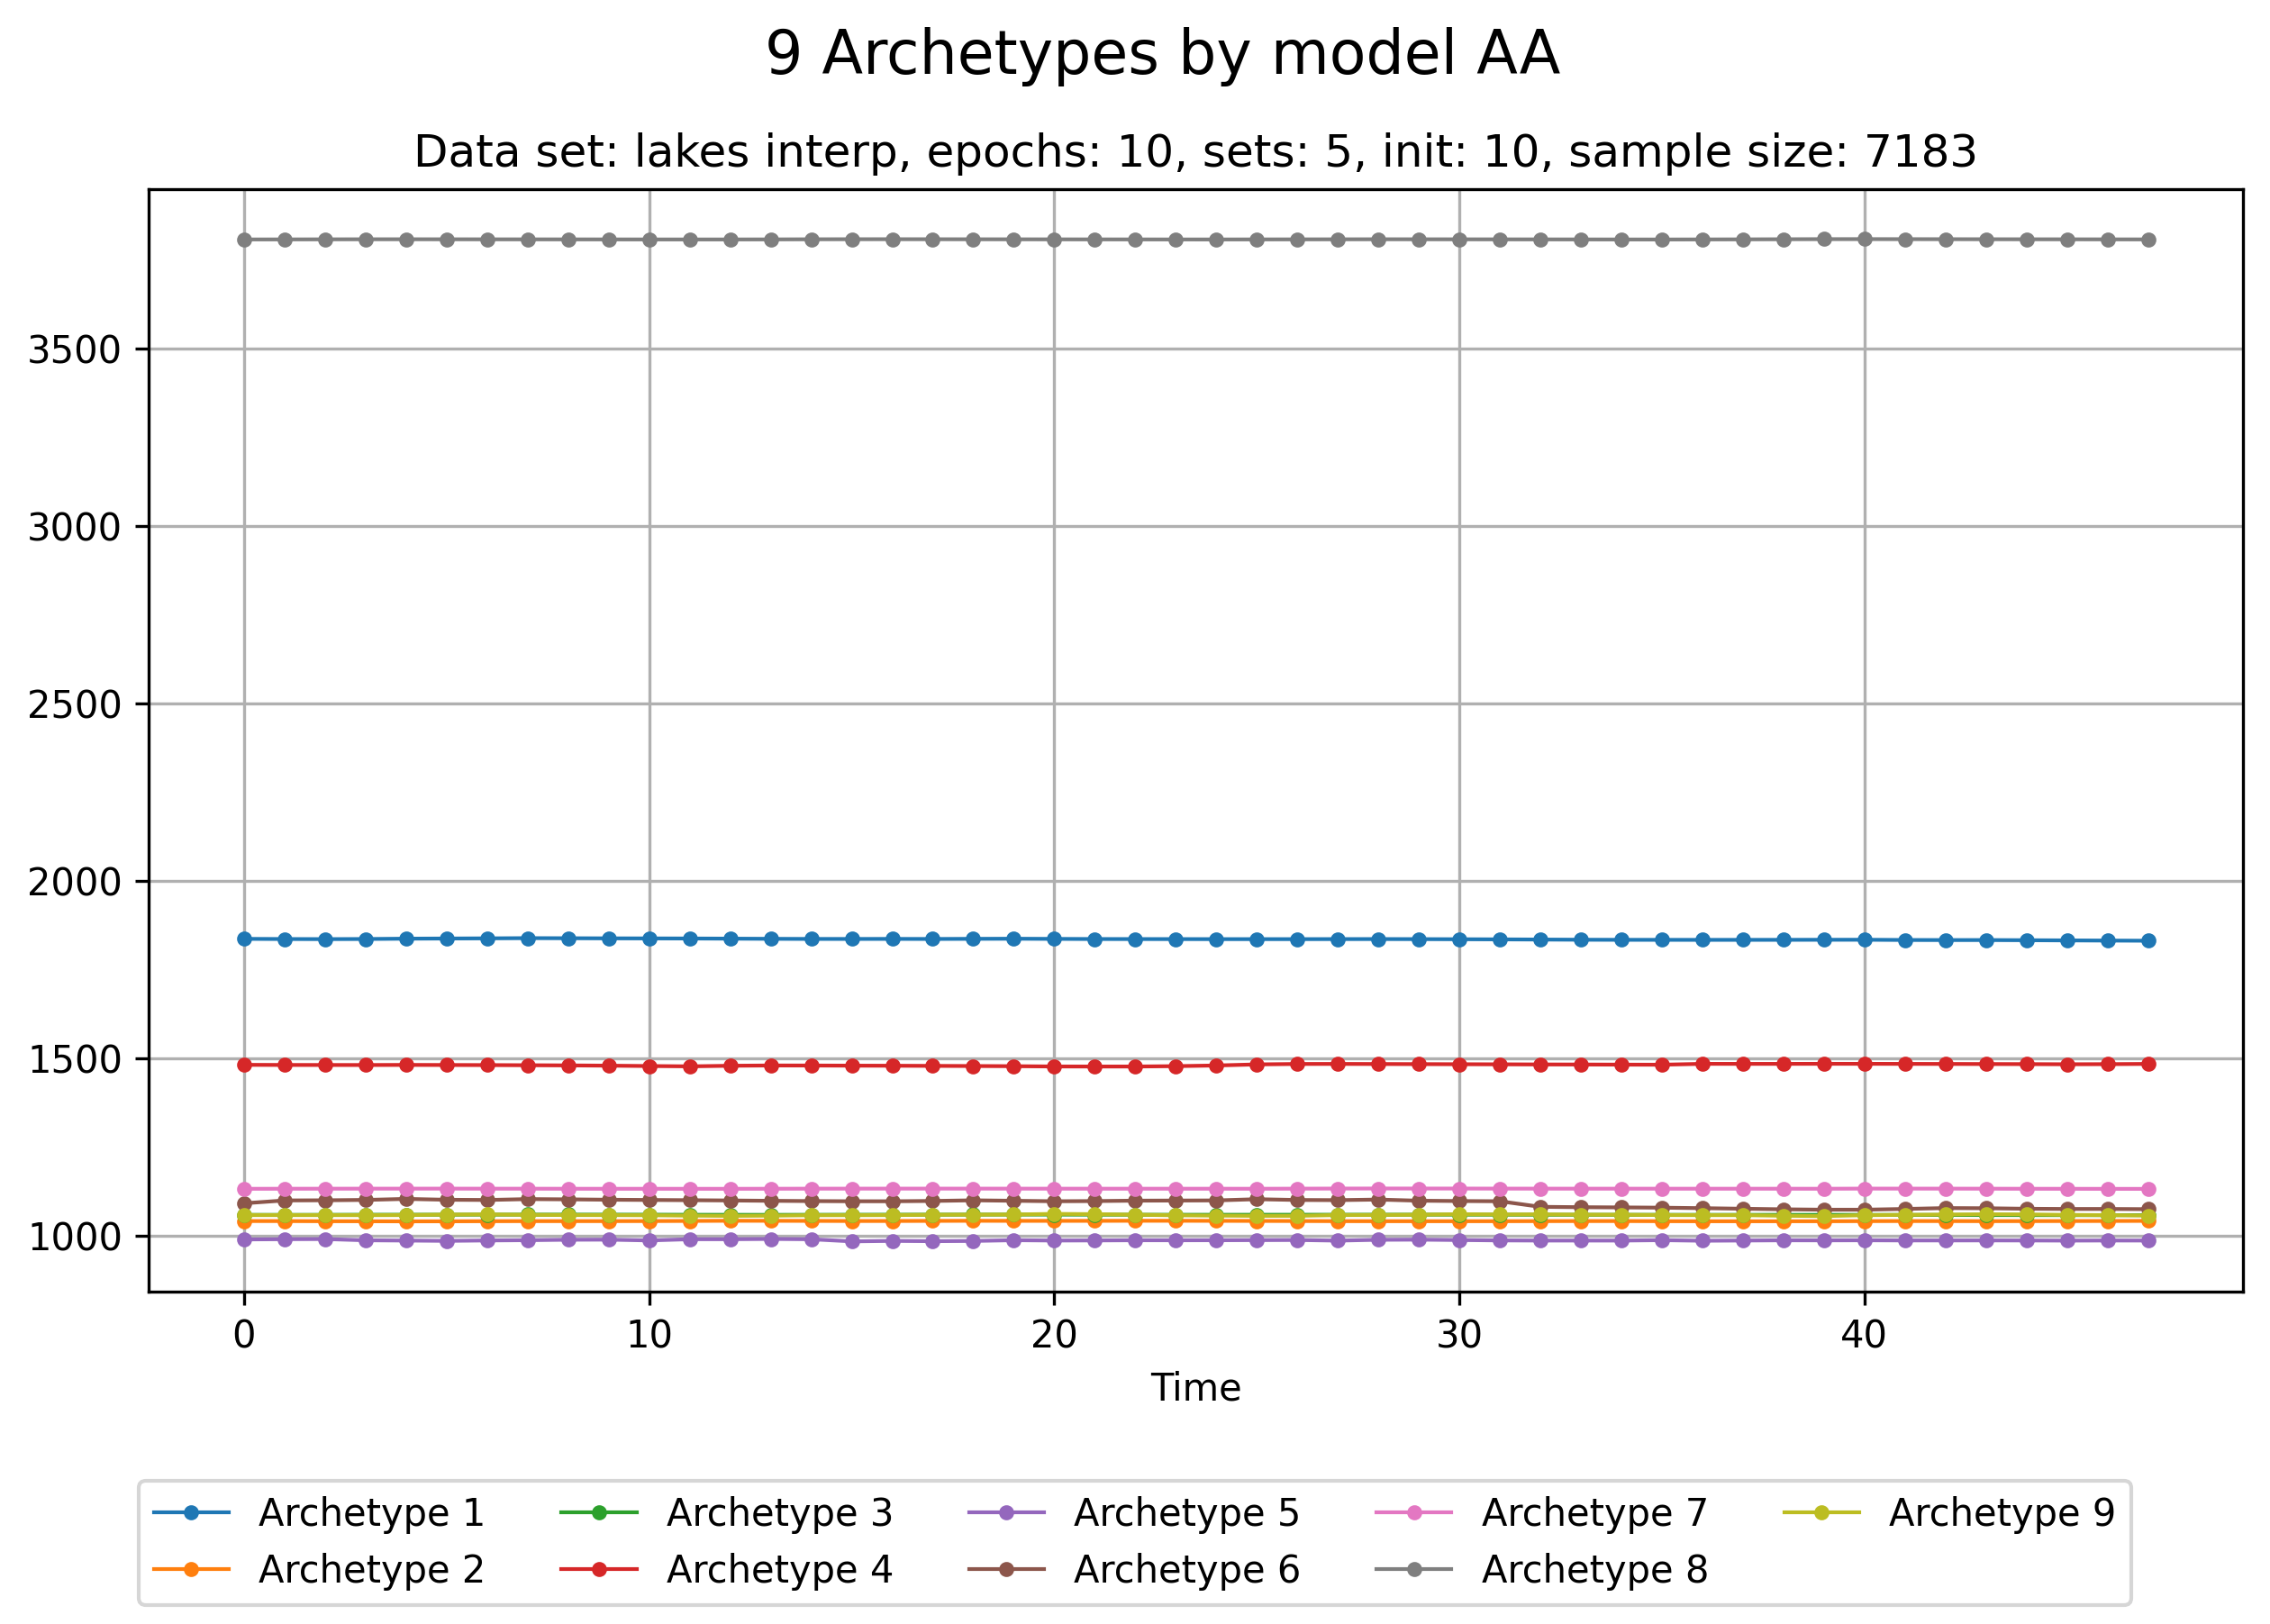 9 Archetypes by model AA
Data set: lakes interp, epochs: 10, sets: 5, init: 10, sample size: 7183
3500
3000
2500
2000
1500
1000
0 10 20 30 40
Time
Archetype 1 Archetype 3 Archetype 5 Archetype 7 Archetype 9
Archetype 2 Archetype 4 Archetype 6 Archetype 8